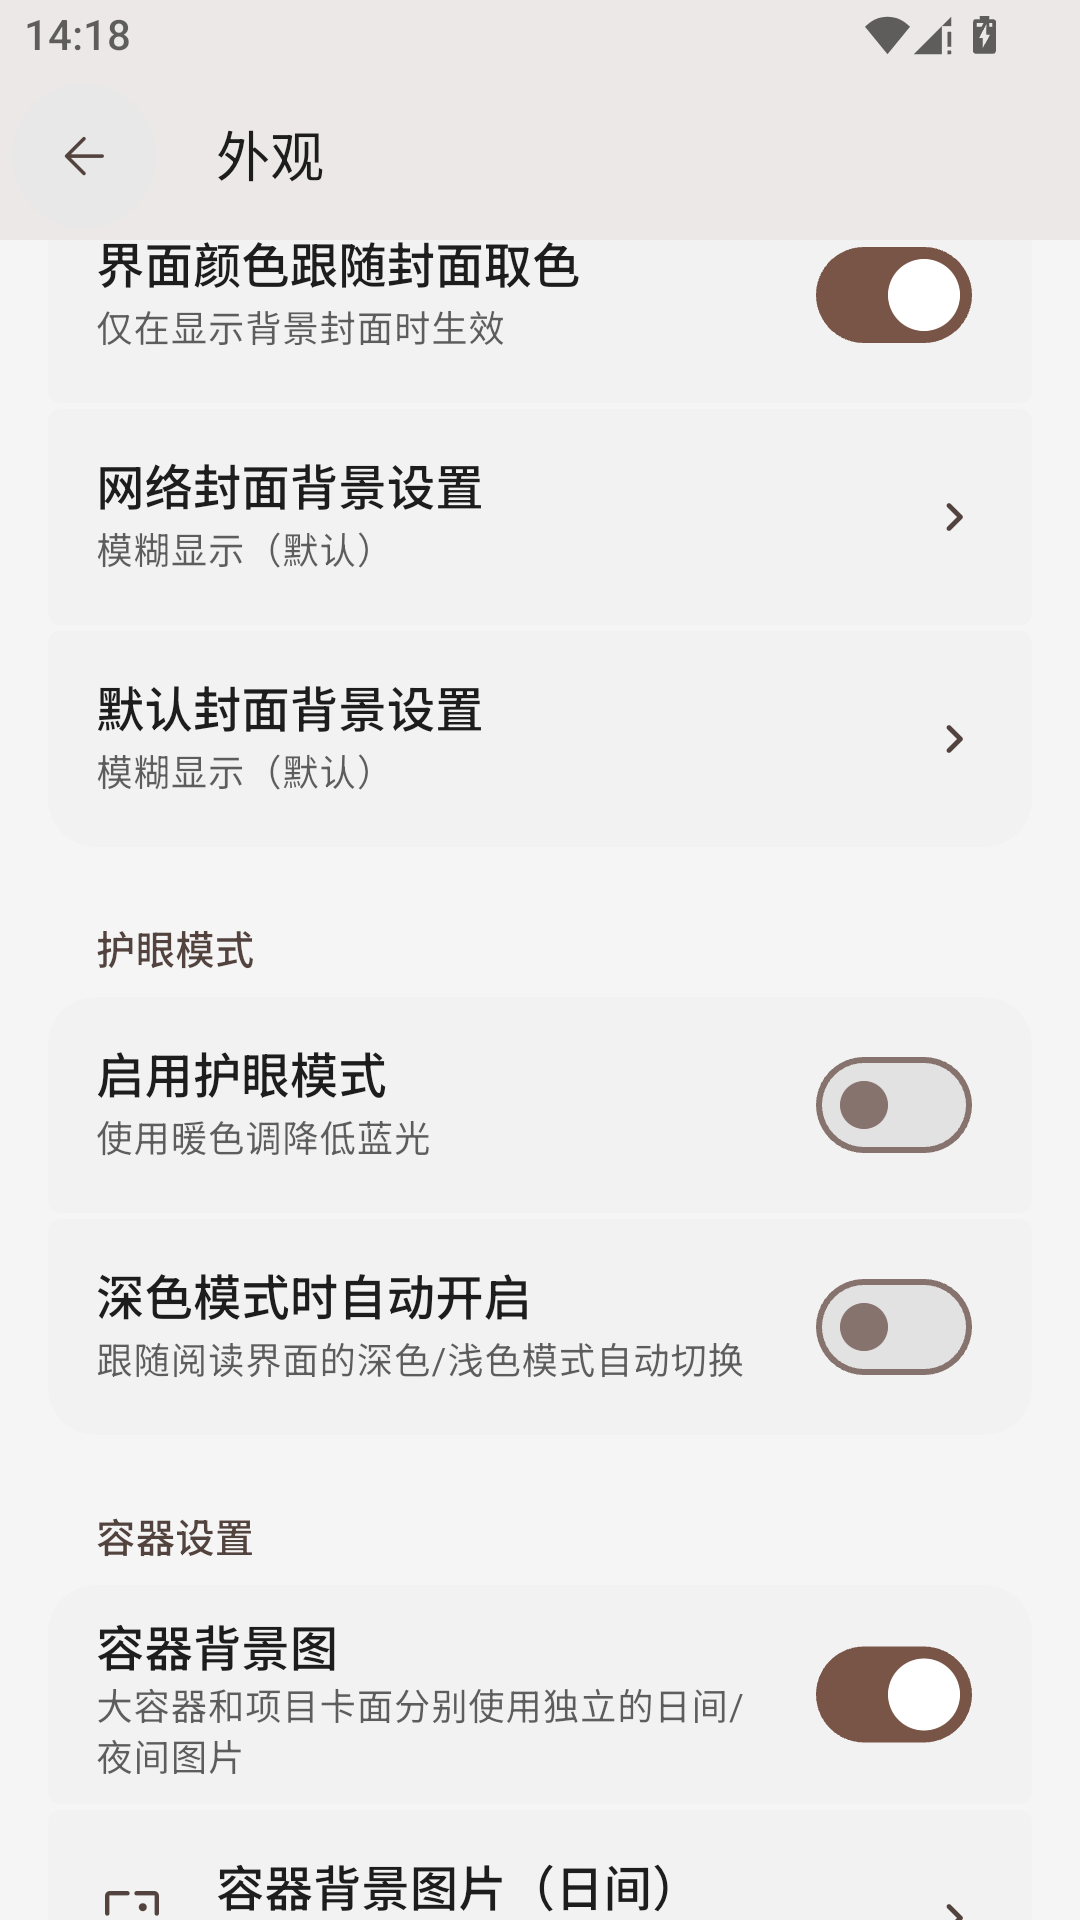 14:18
外观
界面颜色跟随封面取色
仅在显示背景封面时生效
网络封面背景设置
模糊显示（默认）
默认封面背景设置
模糊显示（默认）
护眼模式
启用护眼模式
使用暖色调降低蓝光
深色模式时自动开启
跟随阅读界面的深色/浅色模式自动切换
容器设置
容器背景图
大容器和项目卡面分别使用独立的日间/
夜间图片
容器背景图片（日间）